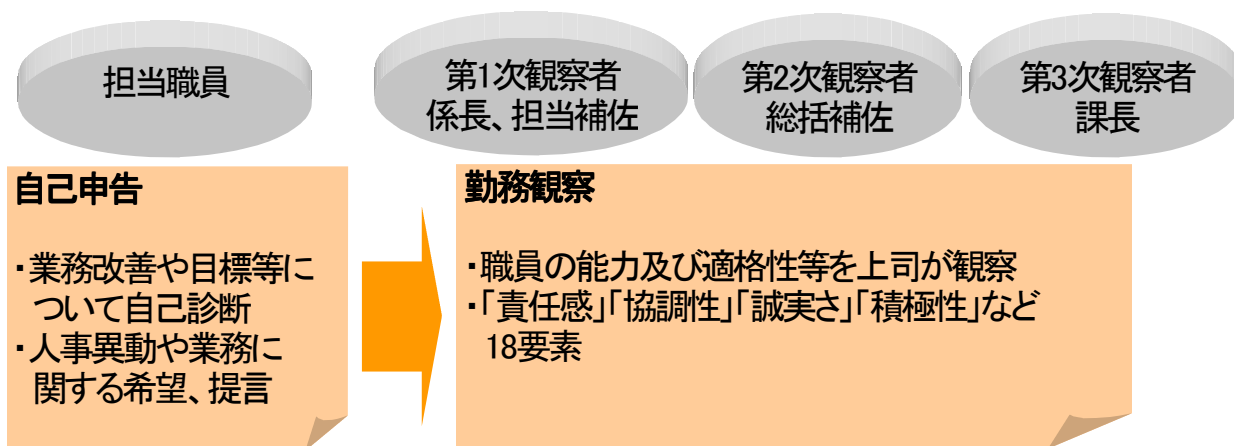 担当職員
第1次観察者
係長、担当補佐
第2次観察者
総括補佐
第3次観察者
課長
自己申告
・業務改善や目標等に
ついて自己診断
・人事異動や業務に
関する希望、提言
勤務観察
・職員の能力及び適格性等を上司が観察
・「責任感」「協調性」「誠実さ」「積極性」など
18要素